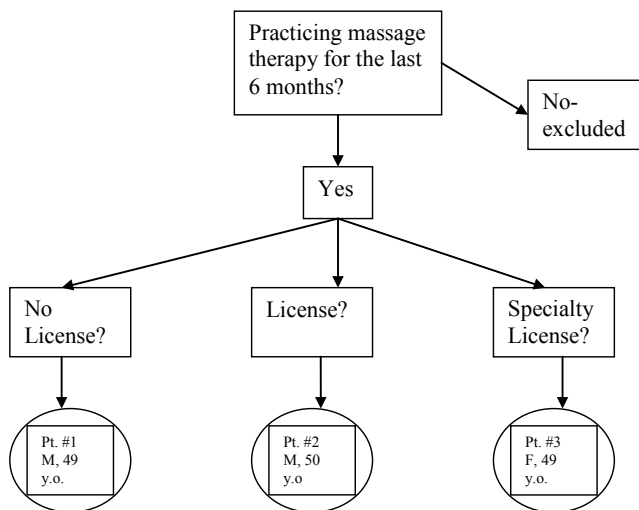 Practicing massage
therapy for the last
6 months?
No-
excluded
Yes
No
License?
License?
Specialty
License?
Pt. #1
M, 49
y.o.
Pt. #2
M, 50
y.o
Pt. #3
F, 49
y.o.